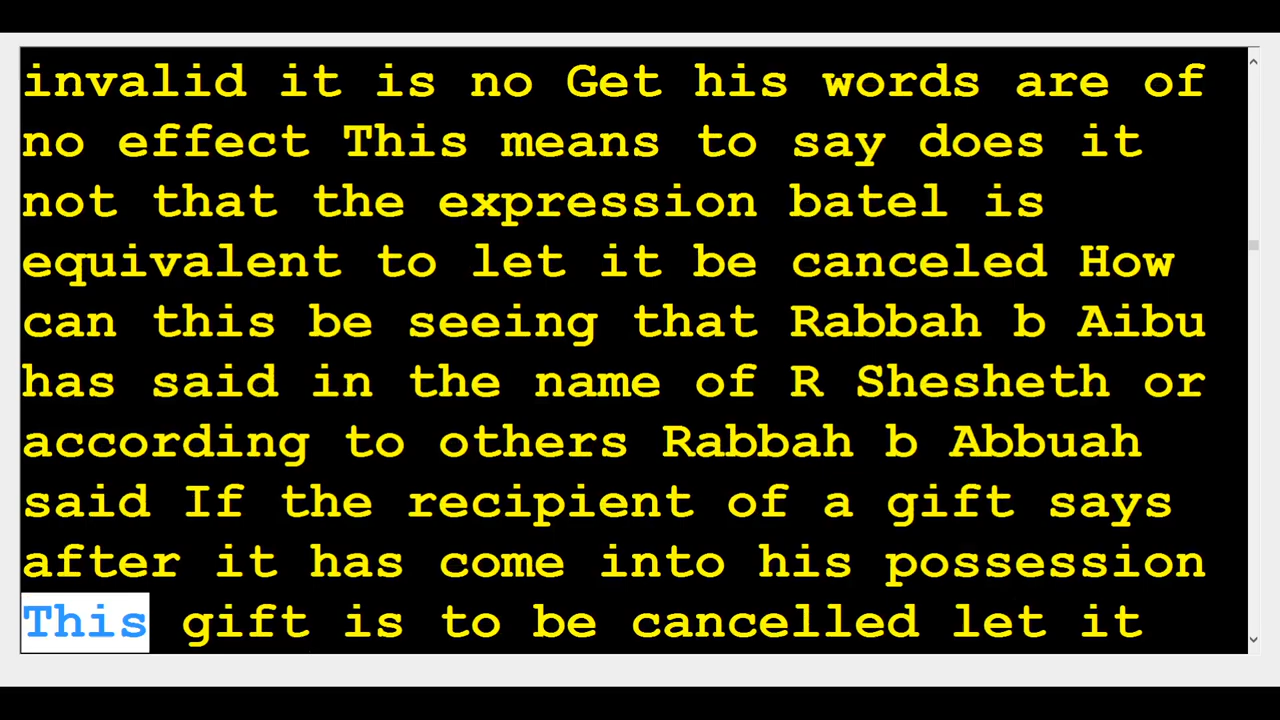 invalid it is no Get his words are of
no effect This means to say does it
not that the expression batel is
equivalent to let it be canceled How
can this be seeing that Rabbah b Aibu
has said in the name of R Shesheth or
according to others Rabbah b Abbuah
said If the recipient of a gift says
after it has come into his possession
This gift is to be cancelled let it